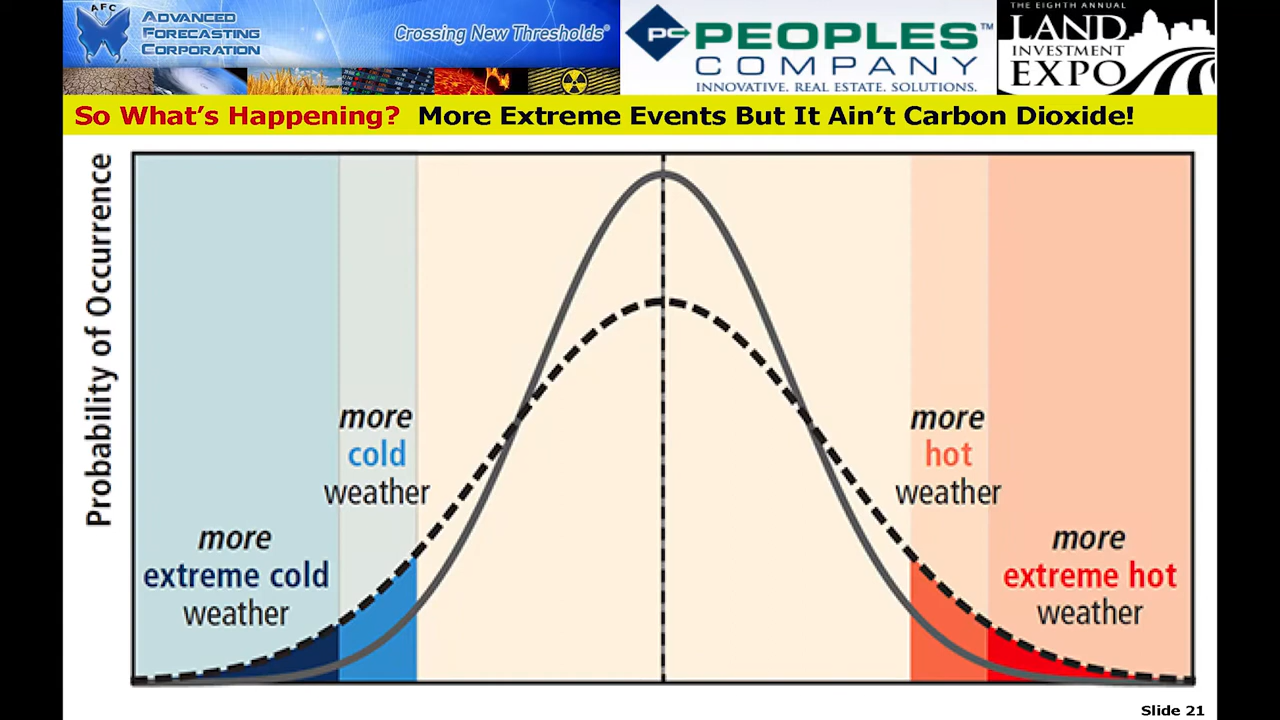 AFC
ADVANCED
FORECASTING
CORPORATION
Crossing New Thresholds®
PC PEOPLES™
COMPANY
INNOVATIVE. REAL ESTATE. SOLUTIONS.
THE EIGHTH ANNUAL
LAND
INVESTMENT
EXPO
So What's Happening? More Extreme Events But It Ain't Carbon Dioxide!
Probability of Occurrence
more
cold
weather
more
hot
weather
more
extreme cold
weather
more
extreme hot
weather
Slide 21